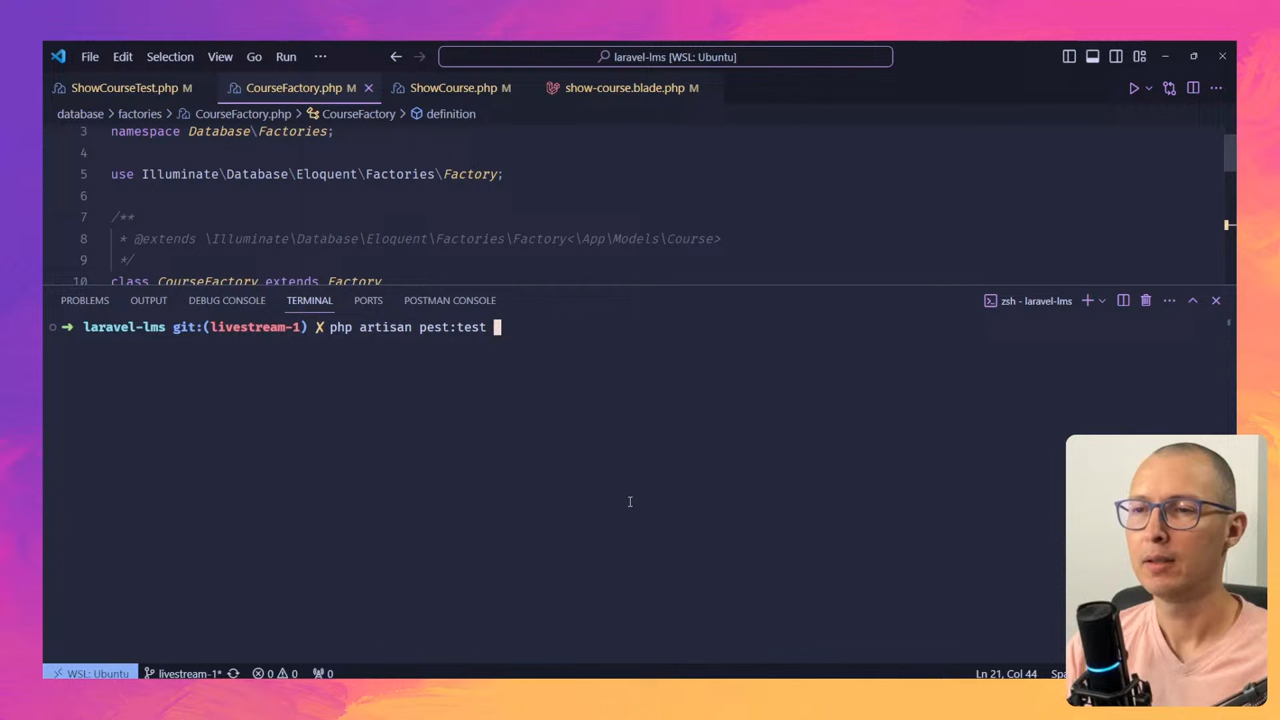 File Edit Selection View Go Run ··· laravel-lms [WSL: Ubuntu]
ShowCourseTest.php M CourseFactory.php M ShowCourse.php M show-course.blade.php M
database > factories > CourseFactory.php > CourseFactory > definition
3 namespace Database\Factories;
4
5 use Illuminate\Database\Eloquent\Factories\Factory;
6
7 /**
8 * @extends \Illuminate\Database\Eloquent\Factories\Factory<\App\Models\Course>
9 */
10 class CourseFactory extends Factory
PROBLEMS OUTPUT DEBUG CONSOLE TERMINAL PORTS POSTMAN CONSOLE zsh - laravel-lms
➜ laravel-lms git:(livestream-1) ✗ php artisan pest:test
WSL: Ubuntu livestream-1* 0 0 0 Ln 21, Col 44